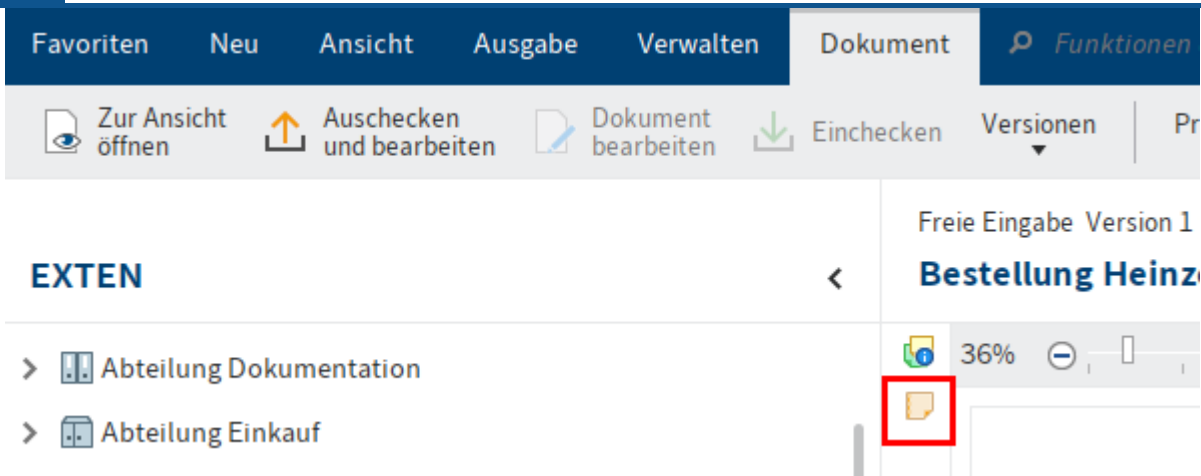 Favoriten Neu Ansicht Ausgabe Verwalten Dokument Funktionen
Zur Ansicht öffnen
Auschecken und bearbeiten
Dokument bearbeiten
Einchecken
Versionen
Freie Eingabe Version 1
EXTEN
Bestellung
36%
Abteilung Dokumentation
Abteilung Einkauf